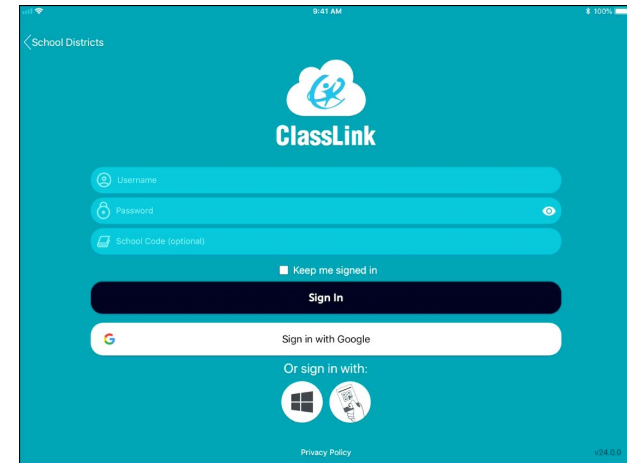 9:41 AM
100%
School Districts
ClassLink
Username
Password
School Code (optional)
Keep me signed in
Sign In
Sign in with Google
Or sign in with:
Privacy Policy
v24.0.0